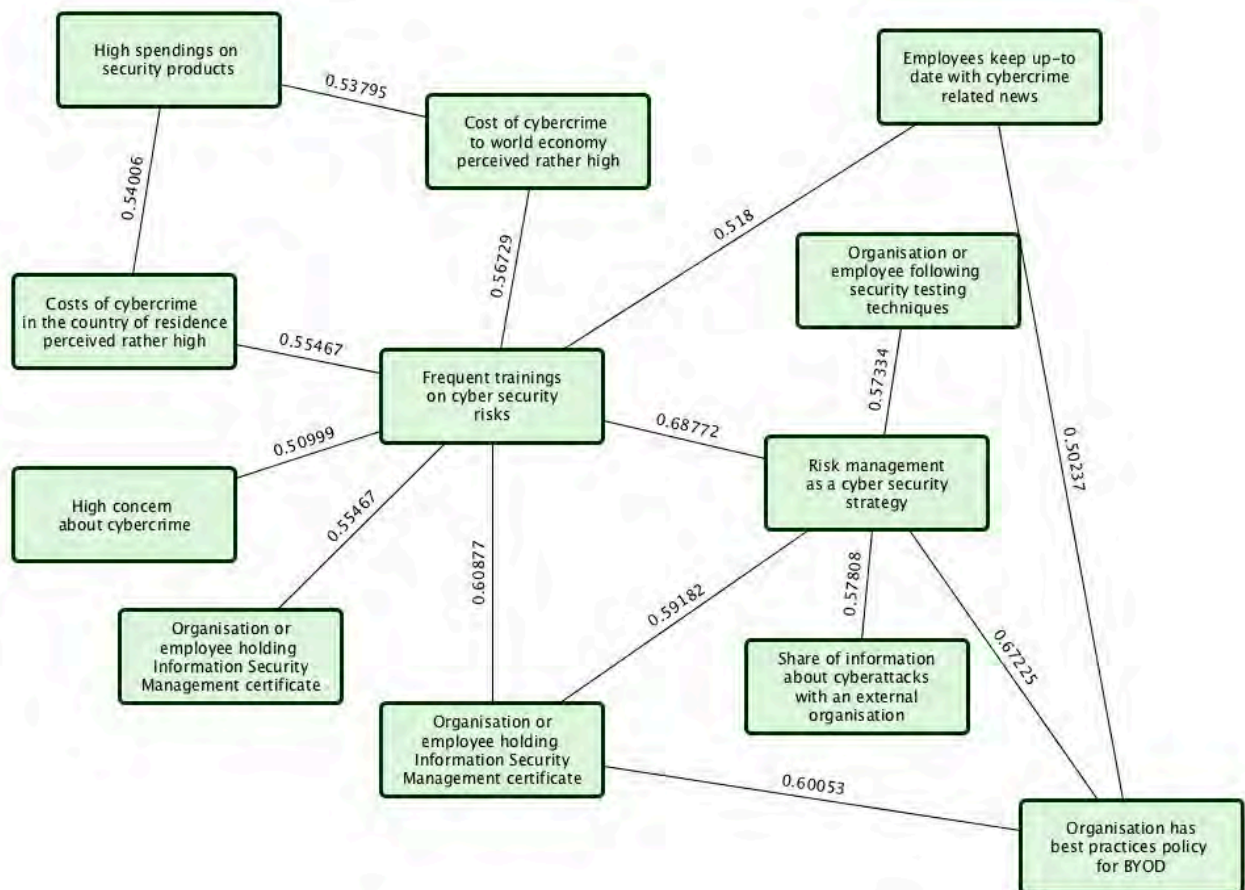 High spendings on
security products
Employees keep up-to
date with cybercrime
related news
0.53795
Cost of cybercrime
to world economy
perceived rather high
0.54006
0.518
0.56729
Organisation or
employee following
security testing
techniques
Costs of cybercrime
in the country of residence
perceived rather high
0.55467
0.57334
Frequent trainings
on cyber security
risks
0.68772
0.50999
0.50237
Risk management
as a cyber security
strategy
High concern
about cybercrime
0.55467
0.60877
0.59182
0.57808
0.67225
Organisation or
employee holding
Information Security
Management certificate
Share of information
about cyberattacks
with an external
organisation
Organisation or
employee holding
Information Security
Management certificate
0.60053
Organisation has
best practices policy
for BYOD